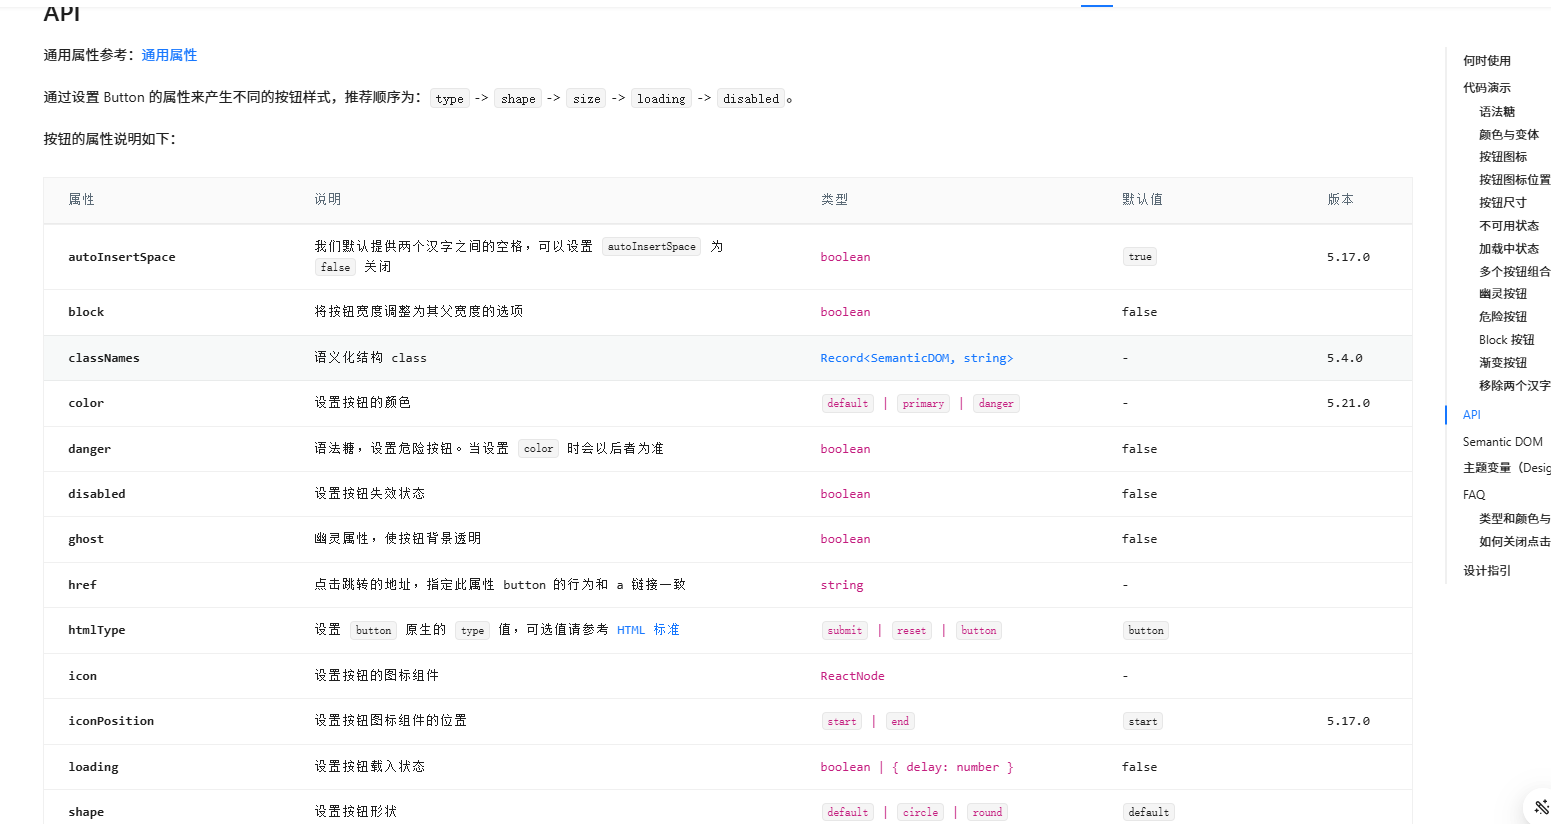 API
通用属性参考：通用属性
通过设置 Button 的属性来产生不同的按钮样式，推荐顺序为：type -> shape -> size -> loading -> disabled。
按钮的属性说明如下：
属性 说明 类型 默认值 版本
autoInsertSpace 我们默认提供两个汉字之间的空格，可以设置 autoInsertSpace 为 false 关闭 boolean true 5.17.0
block 将按钮宽度调整为其父宽度的选项 boolean false
classNames 语义化结构 class Record<SemanticDOM, string> - 5.4.0
color 设置按钮的颜色 default | primary | danger - 5.21.0
danger 语法糖，设置危险按钮。当设置 color 时会以后者为准 boolean false
disabled 设置按钮失效状态 boolean false
ghost 幽灵属性，使按钮背景透明 boolean false
href 点击跳转的地址，指定此属性 button 的行为和 a 链接一致 string -
htmlType 设置 button 原生的 type 值，可选值请参考 HTML 标准 submit | reset | button button
icon 设置按钮的图标组件 ReactNode -
iconPosition 设置按钮图标组件的位置 start | end start 5.17.0
loading 设置按钮载入状态 boolean | { delay: number } false
shape 设置按钮形状 default | circle | round default
何时使用
代码演示
语法糖
颜色与变体
按钮图标
按钮图标位置
按钮尺寸
不可用状态
加载中状态
多个按钮组合
幽灵按钮
危险按钮
Block 按钮
渐变按钮
移除两个汉字
API
Semantic DOM
主题变量（Desig
FAQ
类型和颜色与
如何关闭点击
设计指引